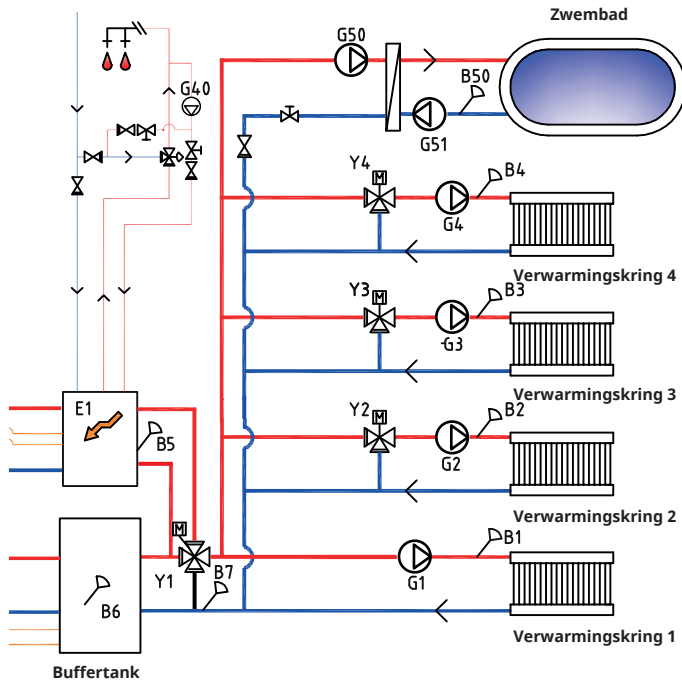 Zwembad
G50
B50
G40
G51
Y4
B4
G4
Verwarmingskring 4
Y3
B3
G3
Verwarmingskring 3
E1
Y2
B2
B5
G2
Verwarmingskring 2
M
M
M
M
B1
Y1
B7
G1
B6
Verwarmingskring 1
Buffertank